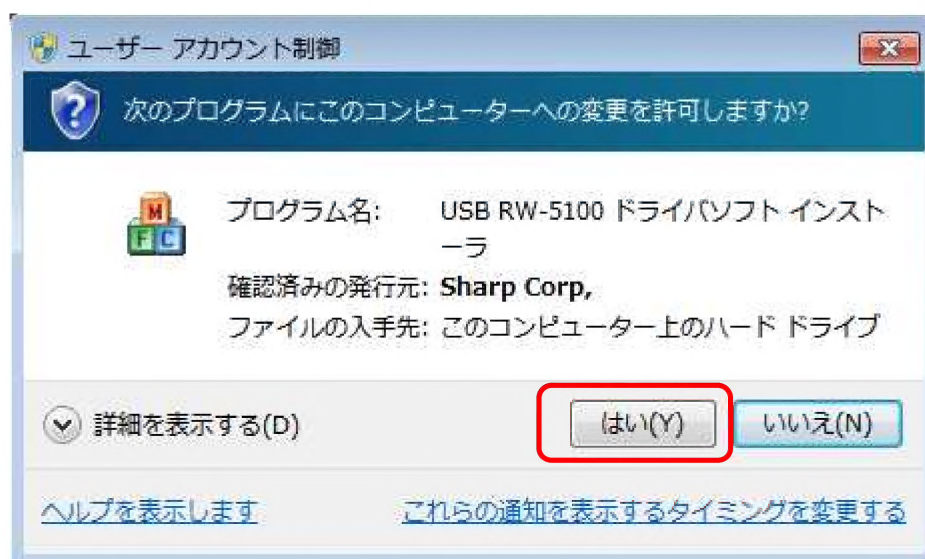 ユーザー アカウント制御
次のプログラムにこのコンピューターへの変更を許可しますか?
M
F C
プログラム名: USB RW-5100 ドライバソフト インスト
ーラ
確認済みの発行元: Sharp Corp,
ファイルの入手先: このコンピューター上のハード ドライブ
詳細を表示する(D) はい(Y) いいえ(N)
ヘルプを表示します これらの通知を表示するタイミングを変更する